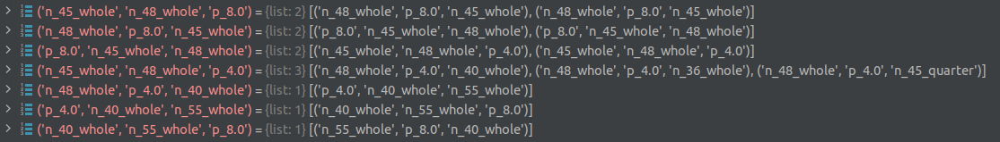 ('n_45_whole', 'n_48_whole', 'p_8.0') = {list: 2} [('n_48_whole', 'p_8.0', 'n_45_whole'), ('n_48_whole', 'p_8.0', 'n_45_whole')]
('n_48_whole', 'p_8.0', 'n_45_whole') = {list: 2} [('p_8.0', 'n_45_whole', 'n_48_whole'), ('p_8.0', 'n_45_whole', 'n_48_whole')]
('p_8.0', 'n_45_whole', 'n_48_whole') = {list: 2} [('n_45_whole', 'n_48_whole', 'p_4.0'), ('n_45_whole', 'n_48_whole', 'p_4.0')]
('n_45_whole', 'n_48_whole', 'p_4.0') = {list: 3} [('n_48_whole', 'p_4.0', 'n_40_whole'), ('n_48_whole', 'p_4.0', 'n_36_whole'), ('n_48_whole', 'p_4.0', 'n_45_quarter')]
('n_48_whole', 'p_4.0', 'n_40_whole') = {list: 1} [('p_4.0', 'n_40_whole', 'n_55_whole')]
('p_4.0', 'n_40_whole', 'n_55_whole') = {list: 1} [('n_40_whole', 'n_55_whole', 'p_8.0')]
('n_40_whole', 'n_55_whole', 'p_8.0') = {list: 1} [('n_55_whole', 'p_8.0', 'n_40_whole')]